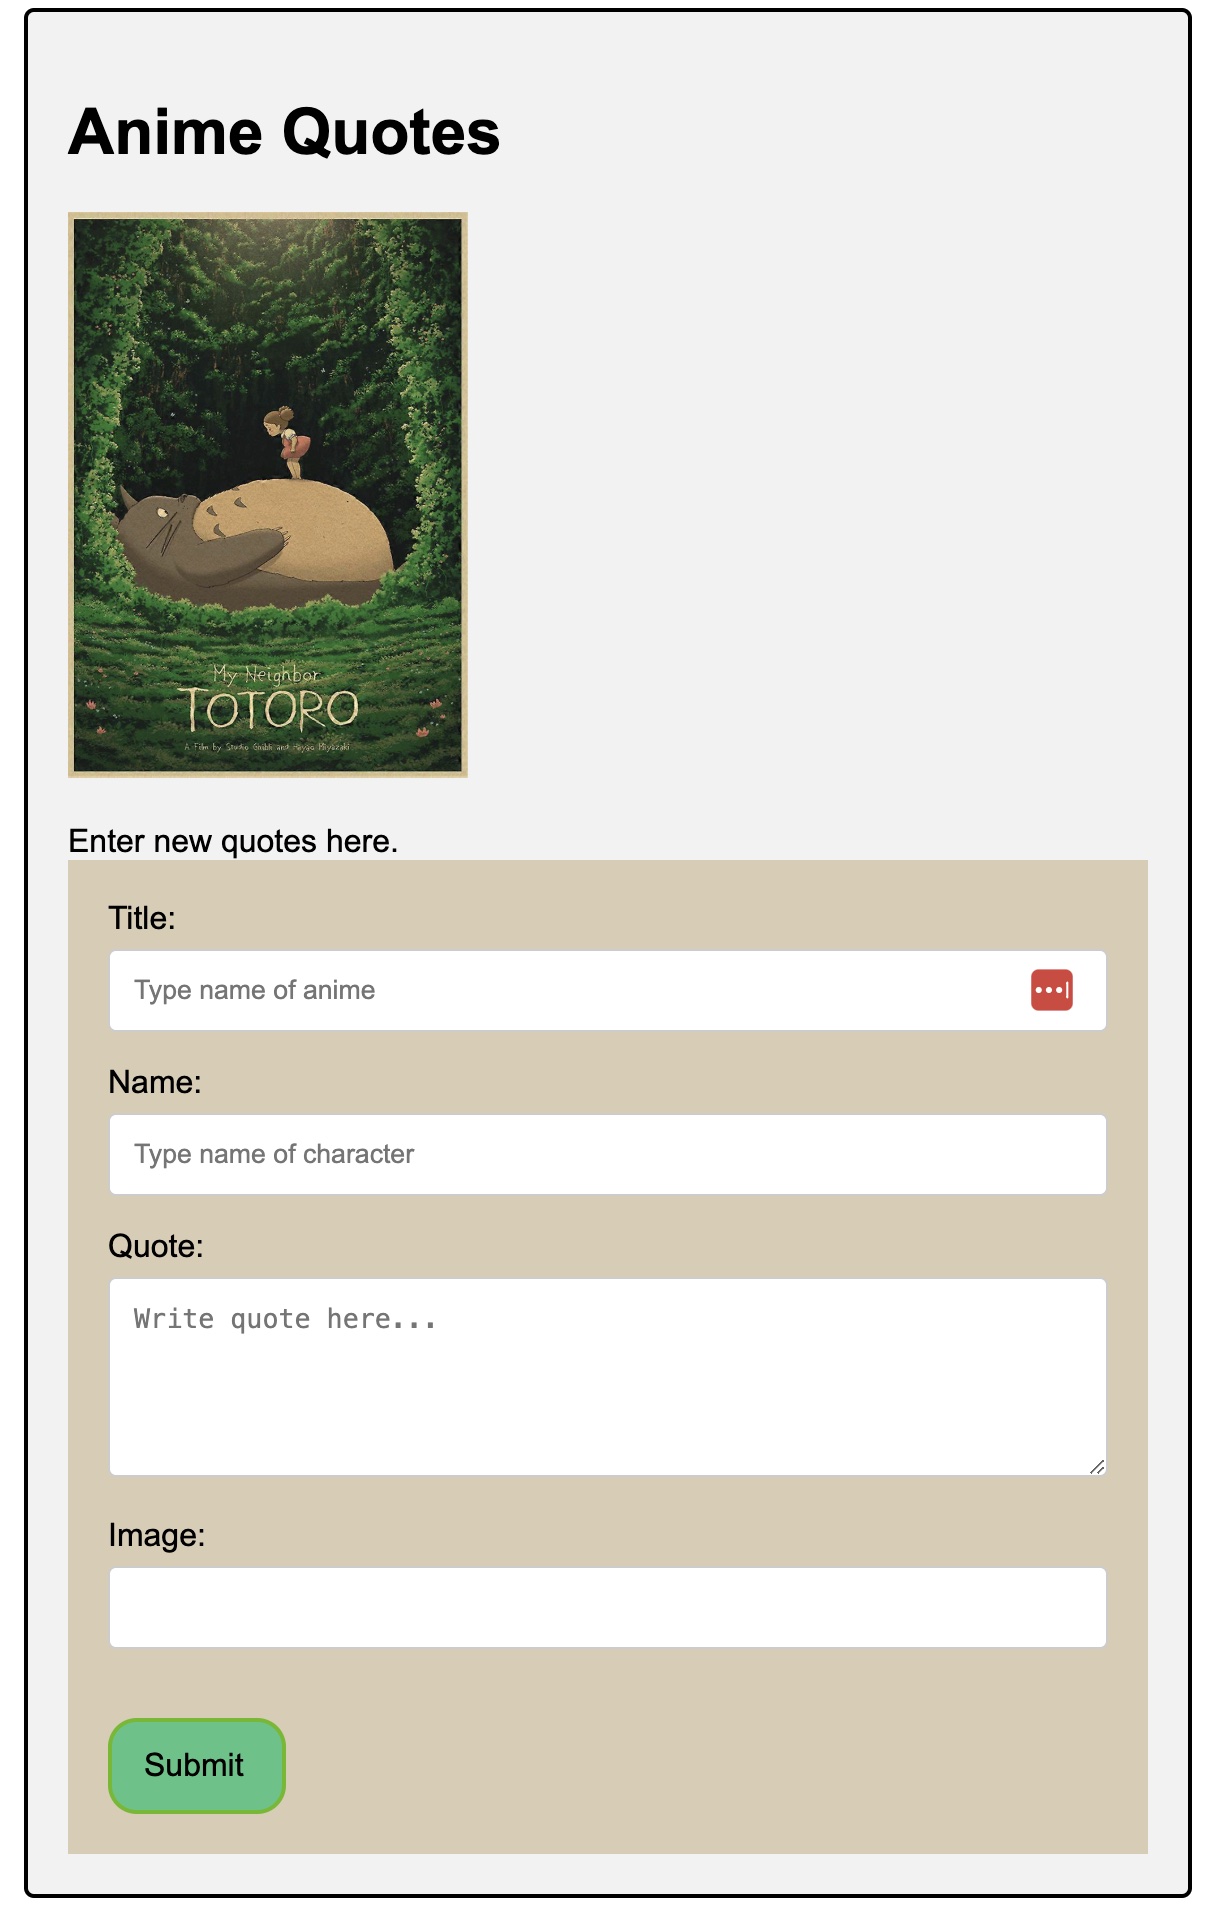 Anime Quotes
My Neighbor
TOTORO
A Film by Studio Ghibli and Hayao Miyazaki
Enter new quotes here.
Title:
Type name of anime
Name:
Type name of character
Quote:
Write quote here...
Image:
Submit